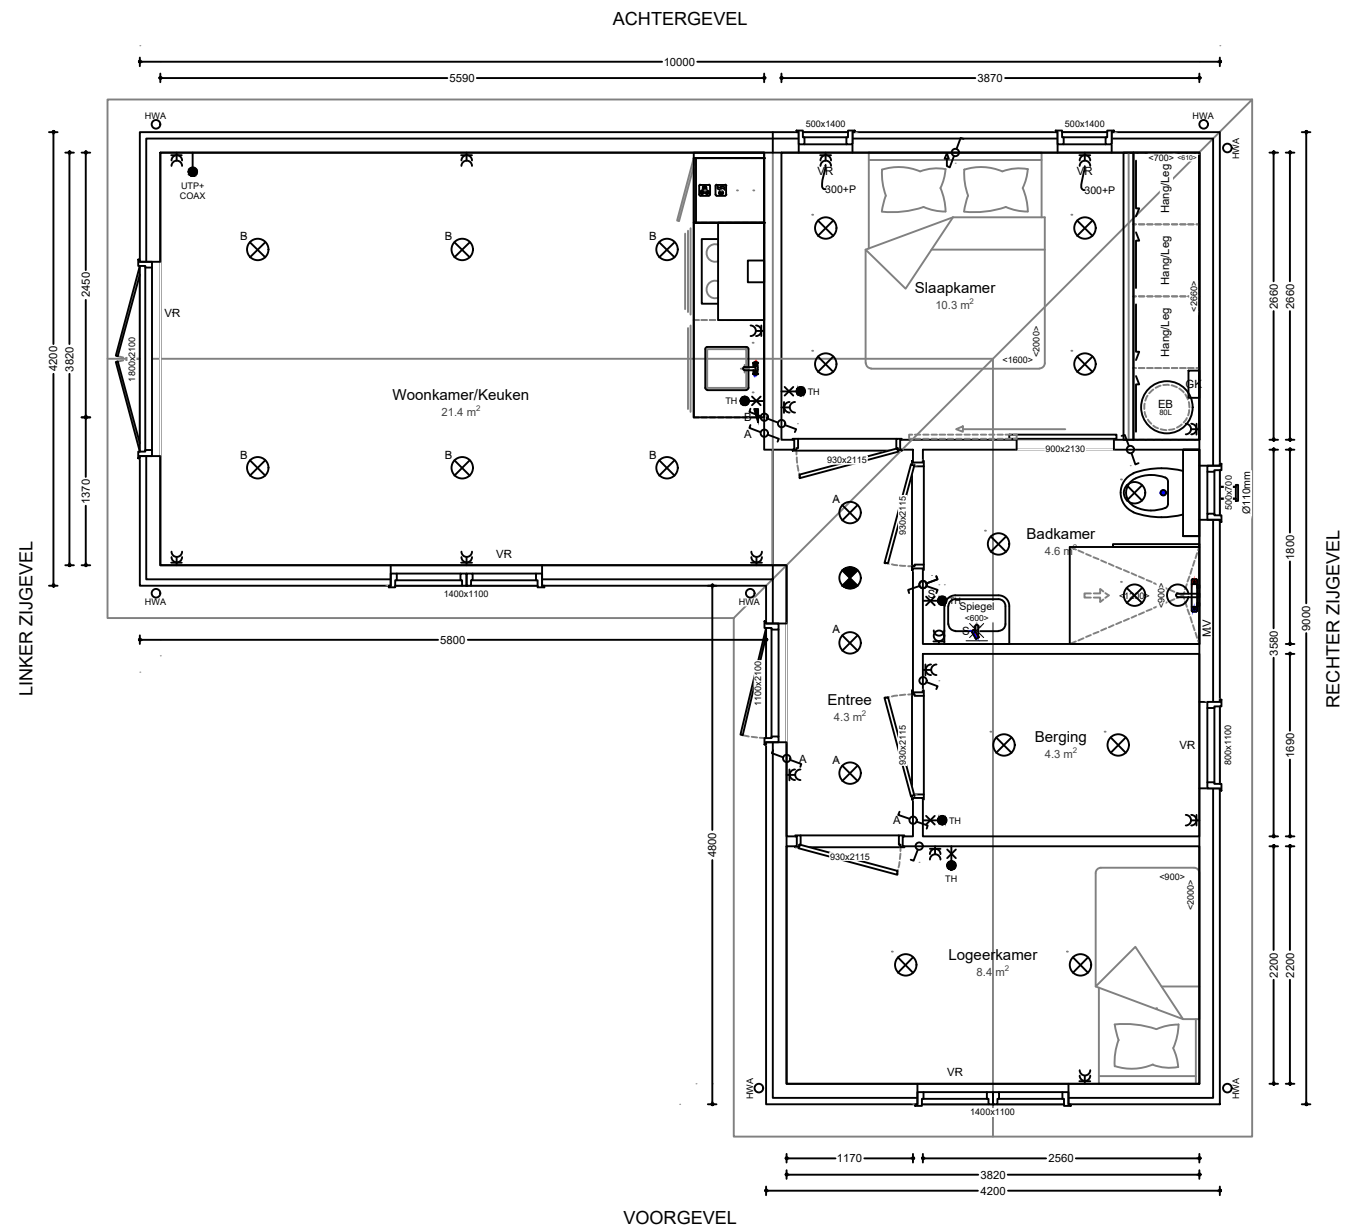 ACHTERGEVEL
10000
5590
3870
HWA
500x1400
500x1400
HWA
HWA
UTP+
COAX
VR
300+P
VR
300+P
<700>
<610>
Hang/Leg
Hang/Leg
Hang/Leg
<2660>
B
B
B
Slaapkamer
10.3 m²
<2000>
<1600>
VR
1800x2100
4200
3820
2450
1370
2660
2660
Woonkamer/Keuken
21.4 m²
TH
B
A
TH
GK
EB
80L
930x2115
900x2130
B
B
B
A
930x2115
500x700
Ø110mm
Badkamer
4.6 m²
VR
1400x1100
HWA
HWA
TH
Spiegel
<600>
S
<900>
MV
1800
3580
9000
LINKER ZIJGEVEL
RECHTER ZIJGEVEL
5800
A
1100x2100
Entree
4.3 m²
930x2115
Berging
4.3 m²
VR
800x1100
1690
A
A
A
TH
4800
930x2115
TH
<900>
<2000>
Logeerkamer
8.4 m²
2200
2200
VR
HWA
HWA
1400x1100
1170
2560
3820
4200
VOORGEVEL